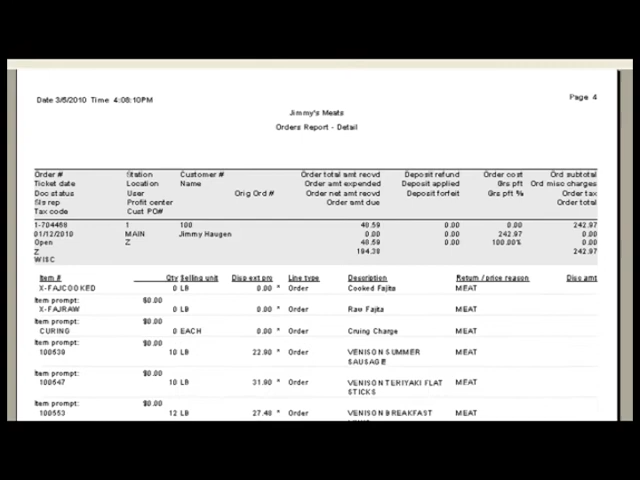 Date 3/5/2010 Time 4:08:10PM
Page 4
Jimmy's Meats
Orders Report - Detail
Order # Station Customer # Order total amt recvd Deposit refund Order cost Ord subtotal
Ticket date Location Name Order amt expended Deposit applied Grs pft Ord misc charges
Doc status User Orig Ord # Order net amt recvd Deposit forfeit Grs pft % Order tax
Sls rep Profit center Order amt due Order total
Tax code Cust PO#
1-704488 1 100 48.59 0.00 0.00 242.97
01/12/2010 MAIN Jimmy Haugen 0.00 0.00 242.97 0.00
Open Z 48.59 0.00 100.00% 0.00
Z 194.38 242.97
WISC
Item # Qty Selling unit Disp ext prc Line type Description Return / price reason Disc amt
X-FAJCOOKED 0 LB 0.00 * Order Cooked Fajita MEAT
Item prompt: $0.00
X-FAJRAW 0 LB 0.00 * Order Raw Fajita MEAT
Item prompt: $0.00
CURING 0 EACH 0.00 * Order Cruing Charge MEAT
Item prompt: $0.00
100539 10 LB 22.90 * Order VENISON SUMMER MEAT
SAUSAGE
Item prompt: $0.00
100547 10 LB 31.90 * Order VENISON TERIYAKI FLAT MEAT
STICKS
Item prompt: $0.00
100553 12 LB 27.48 * Order VENISON BREAKFAST MEAT